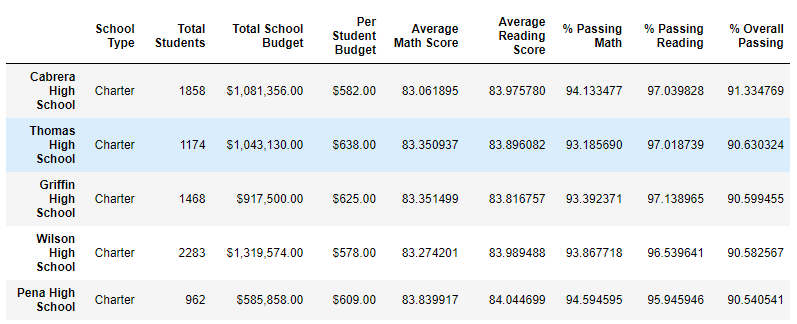 School Type Total Students Total School Budget Per Student Budget Average Math Score Average Reading Score % Passing Math % Passing Reading % Overall Passing
Cabrera High School Charter 1858 $1,081,356.00 $582.00 83.061895 83.975780 94.133477 97.039828 91.334769
Thomas High School Charter 1174 $1,043,130.00 $638.00 83.350937 83.896082 93.185690 97.018739 90.630324
Griffin High School Charter 1468 $917,500.00 $625.00 83.351499 83.816757 93.392371 97.138965 90.599455
Wilson High School Charter 2283 $1,319,574.00 $578.00 83.274201 83.989488 93.867718 96.539641 90.582567
Pena High School Charter 962 $585,858.00 $609.00 83.839917 84.044699 94.594595 95.945946 90.540541